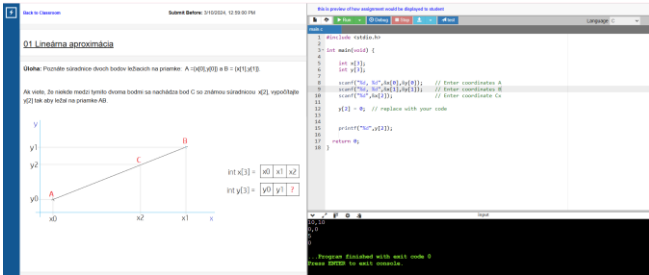 Back to Classroom
Submit Before: 3/10/2024, 12:59:59 PM
this is preview of how assignment would be displayed to student
Run
Debug
Stop
Language C
main.c
01 Lineárna aproximácia
Úloha: Poznáte súradnice dvoch bodov ležiacich na priamke: A =(x[0],y[0]) a B = (x[1],y[1]).
Ak viete, že niekde medzi týmito dvoma bodmi sa nachádza bod C so známou súradnicou x[2], vypočítajte
y[2] tak aby ležal na priamke AB.
y
y1
y2
y0
A
C
B
x0
x2
x1
x
int x[3] = x0 x1 x2
int y[3] = y0 y1 ?
1 #include <stdio.h>
2
3 int main(void) {
4
5 int x[3];
6 int y[3];
7
8 scanf("%d, %d",&x[0],&y[0]); // Enter coordinates A
9 scanf("%d, %d",&x[1],&y[1]); // Enter coordinates B
10 scanf("%d",&x[2]); // Enter coordinate Cx
11
12 y[2] = 0; // replace with your code
13
14
15 printf("%d",y[2]);
16
17 return 0;
18 }
input
10,10
0,0
5
0
...Program finished with exit code 0
Press ENTER to exit console.